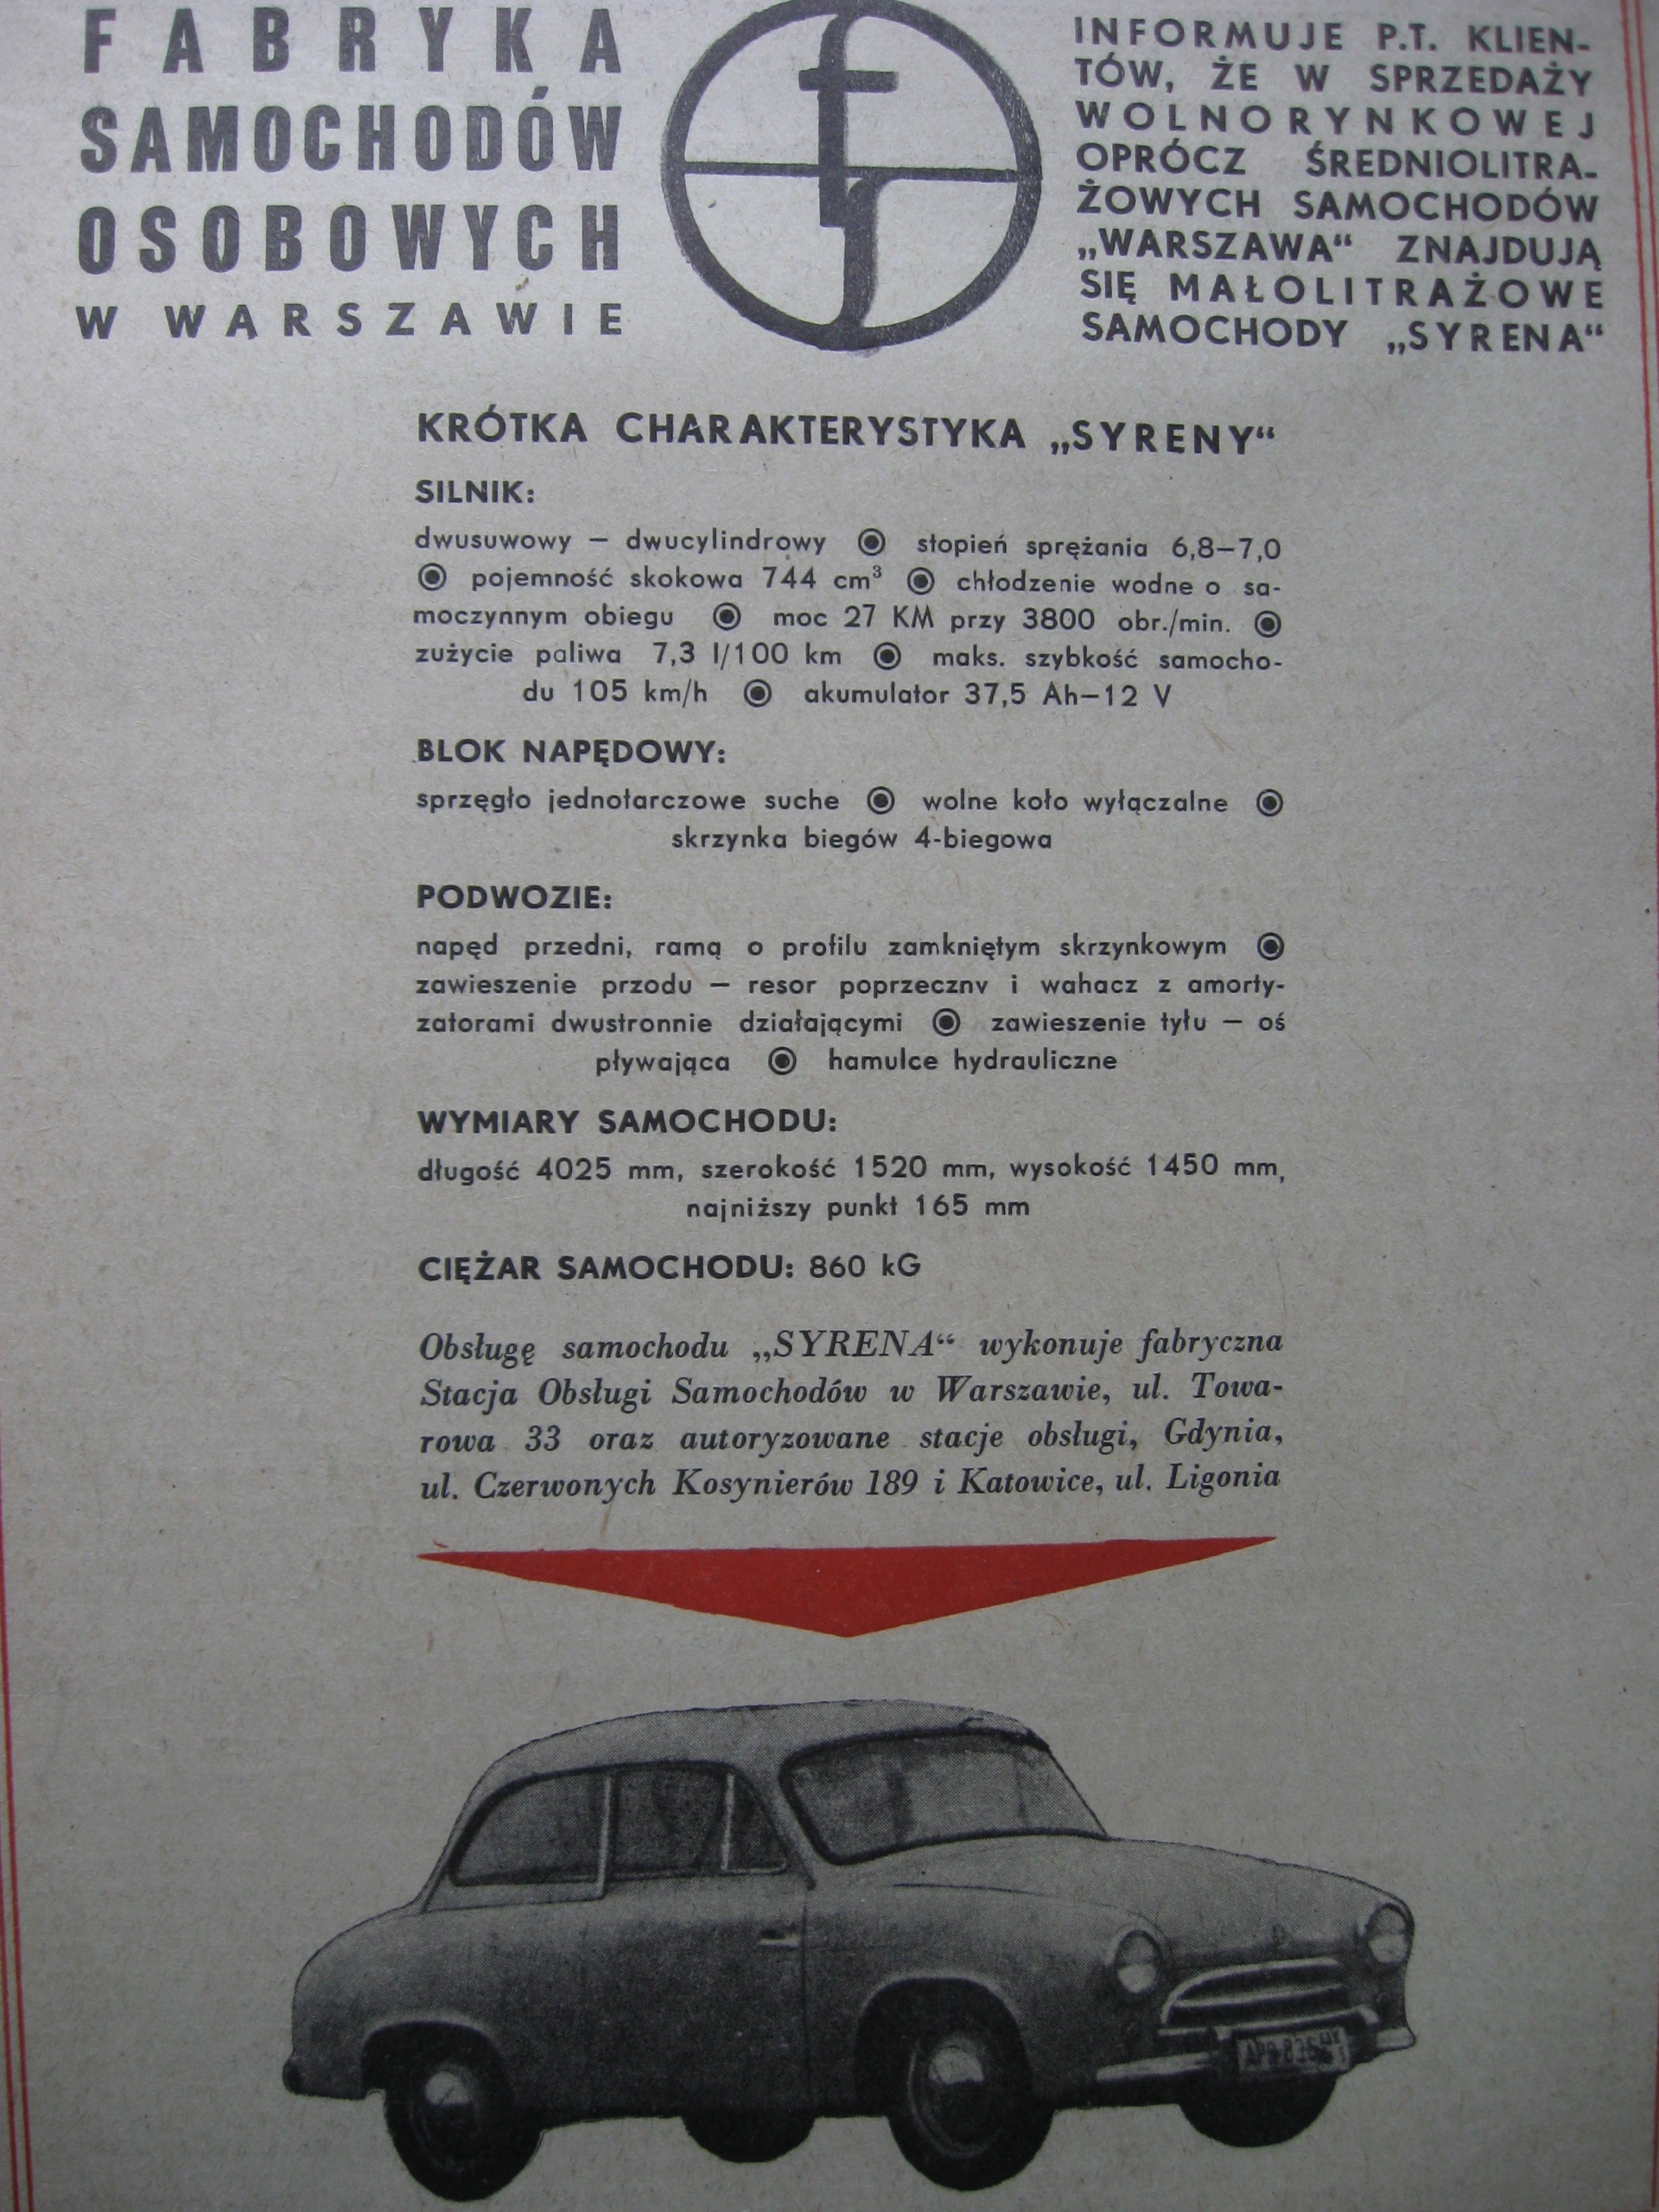 FABRYKA
SAMOCHODÓW
OSOBOWYCH
W WARSZAWIE
INFORMUJE P.T. KLIEN-
TÓW, ŻE W SPRZEDAŻY
WOLNORYNKOWEJ
OPRÓCZ ŚREDNIOLITRA-
ŻOWYCH SAMOCHODÓW
„WARSZAWA“ ZNAJDUJĄ
SIĘ MAŁOLITRAŻOWE
SAMOCHODY „SYRENA“
KRÓTKA CHARAKTERYSTYKA „SYRENY“
SILNIK:
dwusuwowy — dwucylindrowy ◉ stopień sprężania 6,8—7,0
◉ pojemność skokowa 744 cm³ ◉ chłodzenie wodne o sa-
moczynnym obiegu ◉ moc 27 KM przy 3800 obr./min. ◉
zużycie paliwa 7,3 l/100 km ◉ maks. szybkość samocho-
du 105 km/h ◉ akumulator 37,5 Ah—12 V
BLOK NAPĘDOWY:
sprzęgło jednotarczowe suche ◉ wolne koło wyłączalne ◉
skrzynka biegów 4-biegowa
PODWOZIE:
napęd przedni, ramą o profilu zamkniętym skrzynkowym ◉
zawieszenie przodu — resor poprzeczny i wahacz z amorty-
zatorami dwustronnie działającymi ◉ zawieszenie tyłu — oś
pływająca ◉ hamulce hydrauliczne
WYMIARY SAMOCHODU:
długość 4025 mm, szerokość 1520 mm, wysokość 1450 mm,
najniższy punkt 165 mm
CIĘŻAR SAMOCHODU: 860 kG
Obsługę samochodu „SYRENA“ wykonuje fabryczna
Stacja Obsługi Samochodów w Warszawie, ul. Towa-
rowa 33 oraz autoryzowane stacje obsługi, Gdynia,
ul. Czerwonych Kosynierów 189 i Katowice, ul. Ligonia